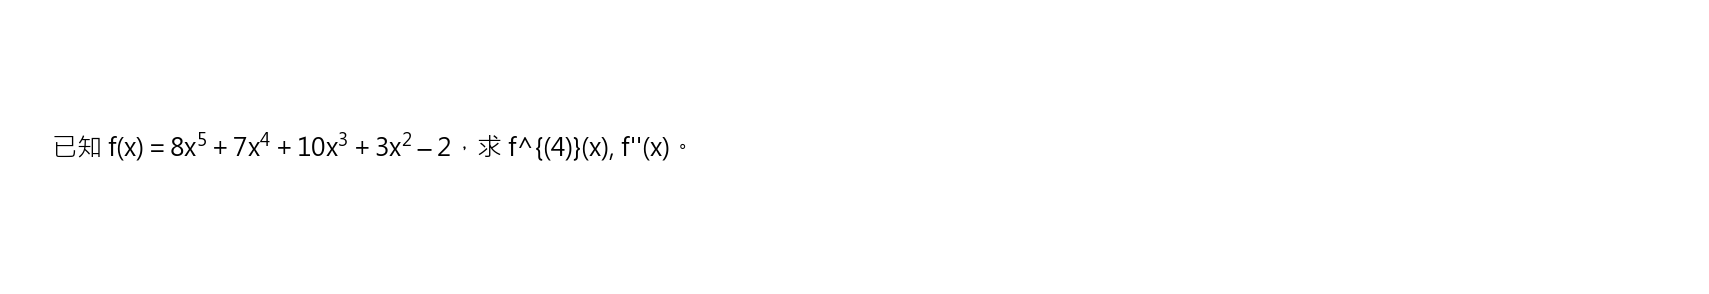 已知 f(x) = 8x⁵ + 7x⁴ + 10x³ + 3x² – 2，求 f^{(4)}(x), f''(x)。